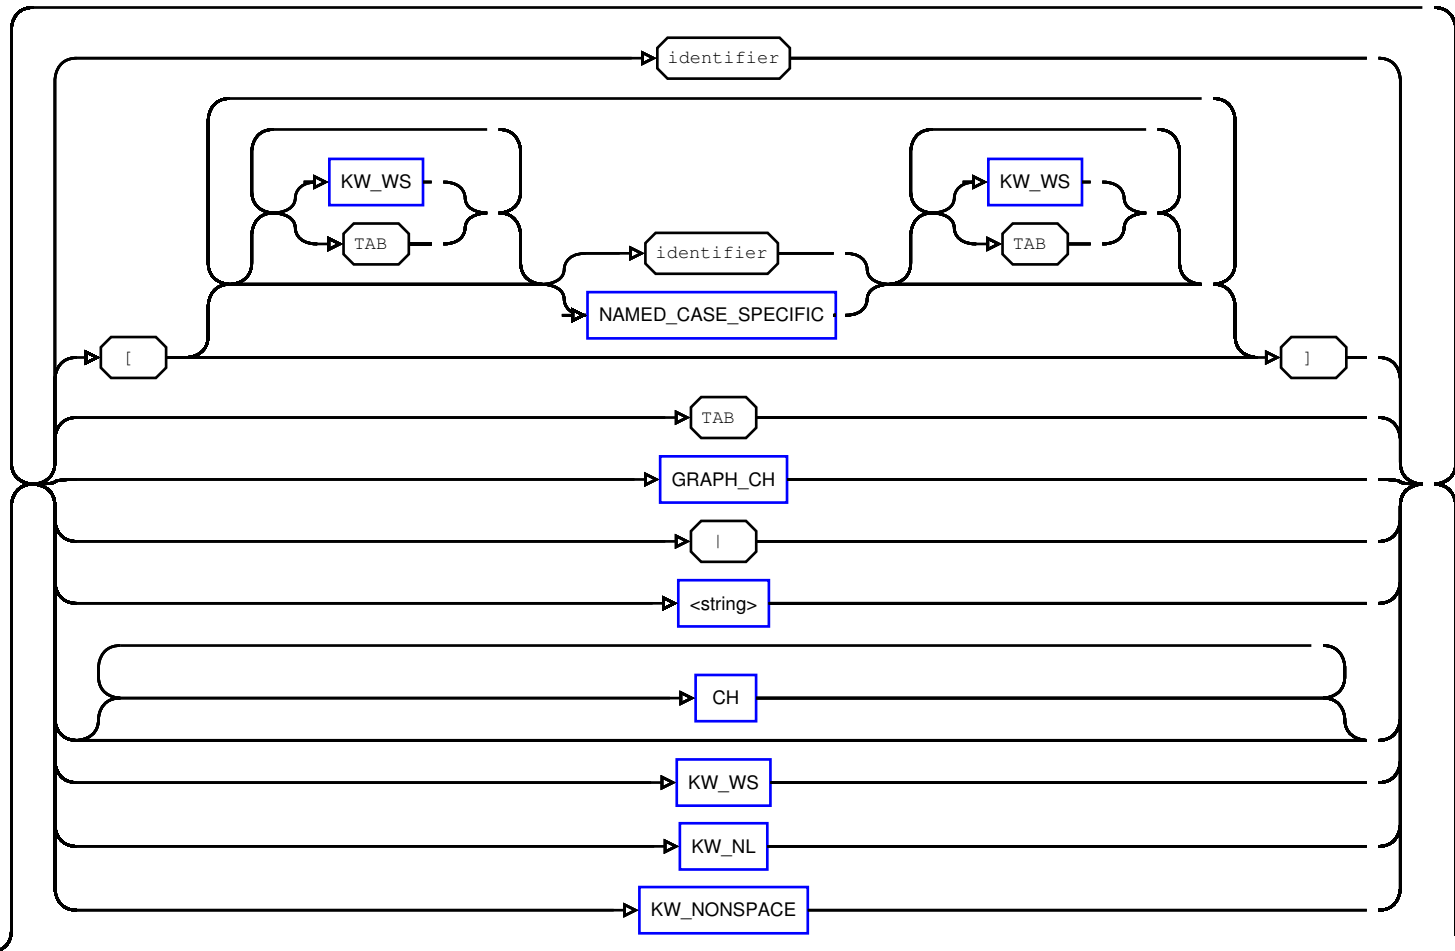 identifier
KW_WS
KW_WS
TAB
TAB
identifier
NAMED_CASE_SPECIFIC
[
]
TAB
GRAPH_CH
|
<string>
CH
KW_WS
KW_NL
KW_NONSPACE